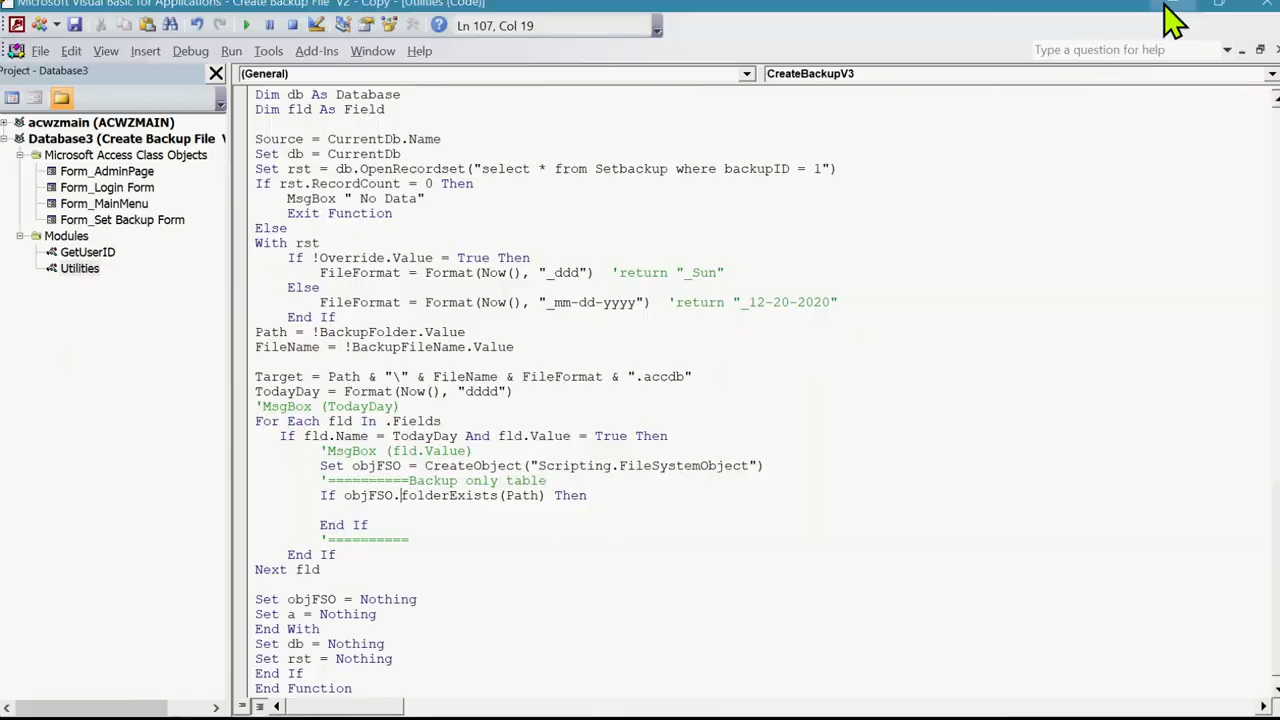 Microsoft Visual Basic for Applications - Create Backup File  V2 - Copy - [Utilities (Code)]
Ln 107, Col 19
File Edit View Insert Debug Run Tools Add-Ins Window Help
Type a question for help
Project - Database3
(General)
CreateBackupV3
acwzmain (ACWZMAIN)
Database3 (Create Backup File
Microsoft Access Class Objects
Form_AdminPage
Form_Login Form
Form_MainMenu
Form_Set Backup Form
Modules
GetUserID
Utilities
Dim db As Database
Dim fld As Field
Source = CurrentDb.Name
Set db = CurrentDb
Set rst = db.OpenRecordset("select * from Setbackup where backupID = 1")
If rst.RecordCount = 0 Then
MsgBox " No Data"
Exit Function
Else
With rst
If !Override.Value = True Then
FileFormat = Format(Now(), "_ddd")  'return "_Sun"
Else
FileFormat = Format(Now(), "_mm-dd-yyyy")  'return "_12-20-2020"
End If
Path = !BackupFolder.Value
FileName = !BackupFileName.Value
Target = Path & "\" & FileName & FileFormat & ".accdb"
TodayDay = Format(Now(), "dddd")
'MsgBox (TodayDay)
For Each fld In .Fields
If fld.Name = TodayDay And fld.Value = True Then
'MsgBox (fld.Value)
Set objFSO = CreateObject("Scripting.FileSystemObject")
'==========Backup only table
If objFSO.folderExists(Path) Then
End If
'==========
End If
Next fld
Set objFSO = Nothing
Set a = Nothing
End With
Set db = Nothing
Set rst = Nothing
End If
End Function